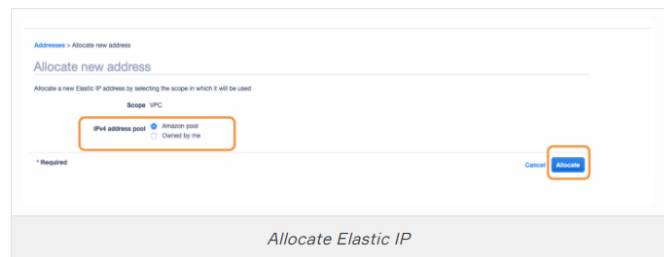 Addresses > Allocate new address
Allocate new address
Allocate a new Elastic IP address by selecting the scope in which it will be used
Scope VPC
IPv4 address pool Amazon pool
Owned by me
* Required Cancel Allocate
Allocate Elastic IP